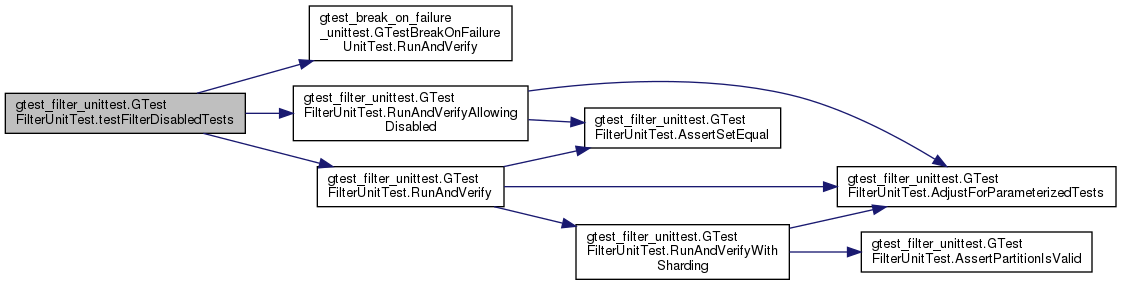 gtest_break_on_failure
_unittest.GTestBreakOnFailure
UnitTest.RunAndVerify
gtest_filter_unittest.GTest
FilterUnitTest.testFilterDisabledTests
gtest_filter_unittest.GTest
FilterUnitTest.RunAndVerifyAllowing
Disabled
gtest_filter_unittest.GTest
FilterUnitTest.AssertSetEqual
gtest_filter_unittest.GTest
FilterUnitTest.RunAndVerify
gtest_filter_unittest.GTest
FilterUnitTest.AdjustForParameterizedTests
gtest_filter_unittest.GTest
FilterUnitTest.RunAndVerifyWith
Sharding
gtest_filter_unittest.GTest
FilterUnitTest.AssertPartitionIsValid